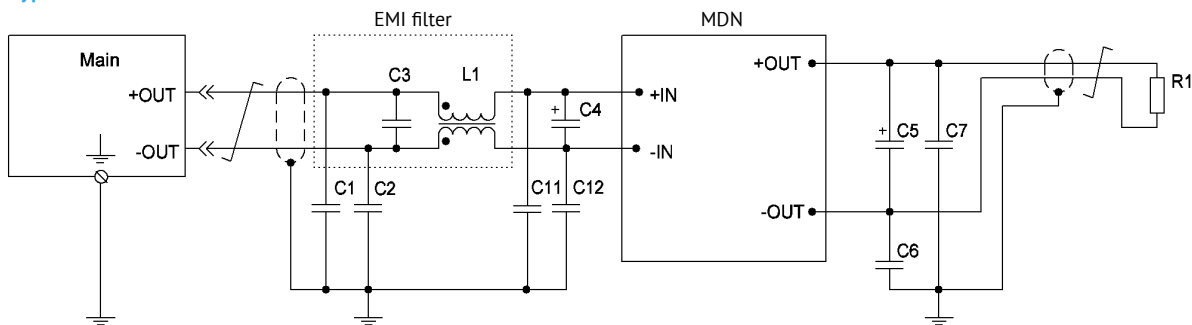 EMI filter
MDN
Main
+OUT
-OUT
C3
L1
C4
+
+IN
-IN
C1
C2
C11
C12
+OUT
-OUT
+
C5
C7
C6
R1